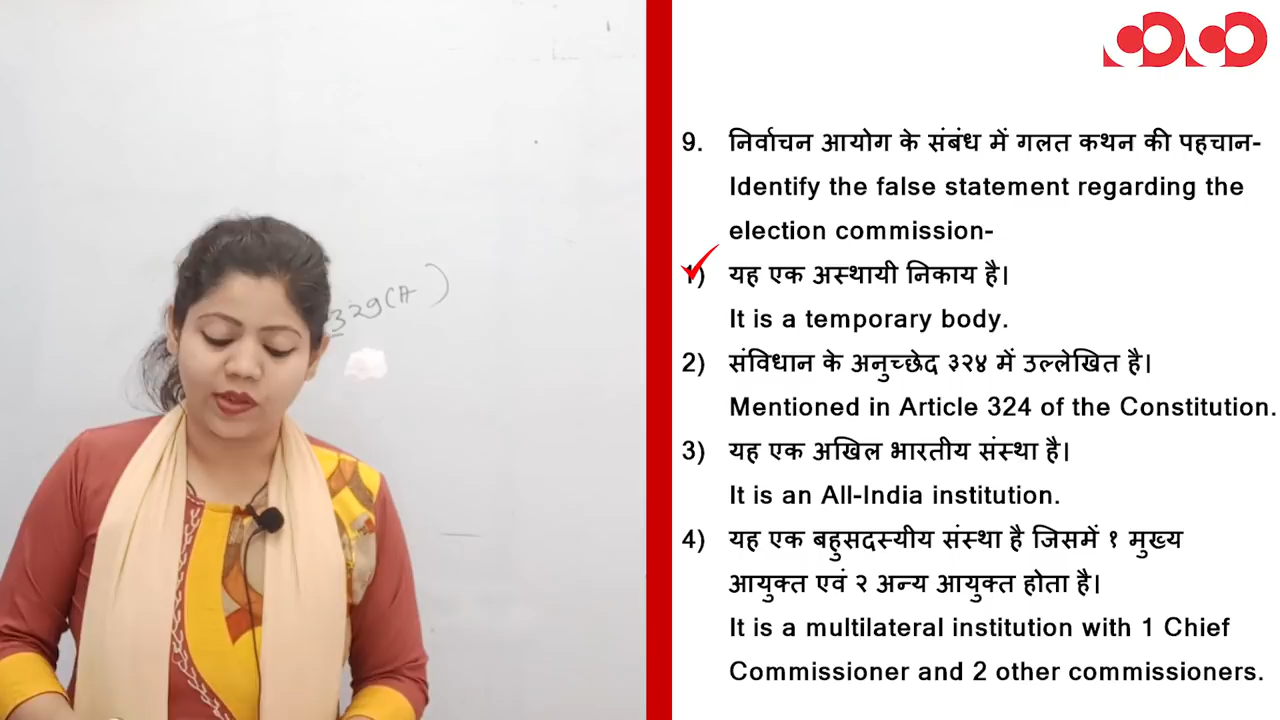 329(A)
9. निर्वाचन आयोग के संबंध में गलत कथन की पहचान-
Identify the false statement regarding the
election commission-
1) यह एक अस्थायी निकाय है।
It is a temporary body.
2) संविधान के अनुच्छेद ३२४ में उल्लेखित है।
Mentioned in Article 324 of the Constitution.
3) यह एक अखिल भारतीय संस्था है।
It is an All-India institution.
4) यह एक बहुसदस्यीय संस्था है जिसमें १ मुख्य
आयुक्त एवं २ अन्य आयुक्त होता है।
It is a multilateral institution with 1 Chief
Commissioner and 2 other commissioners.